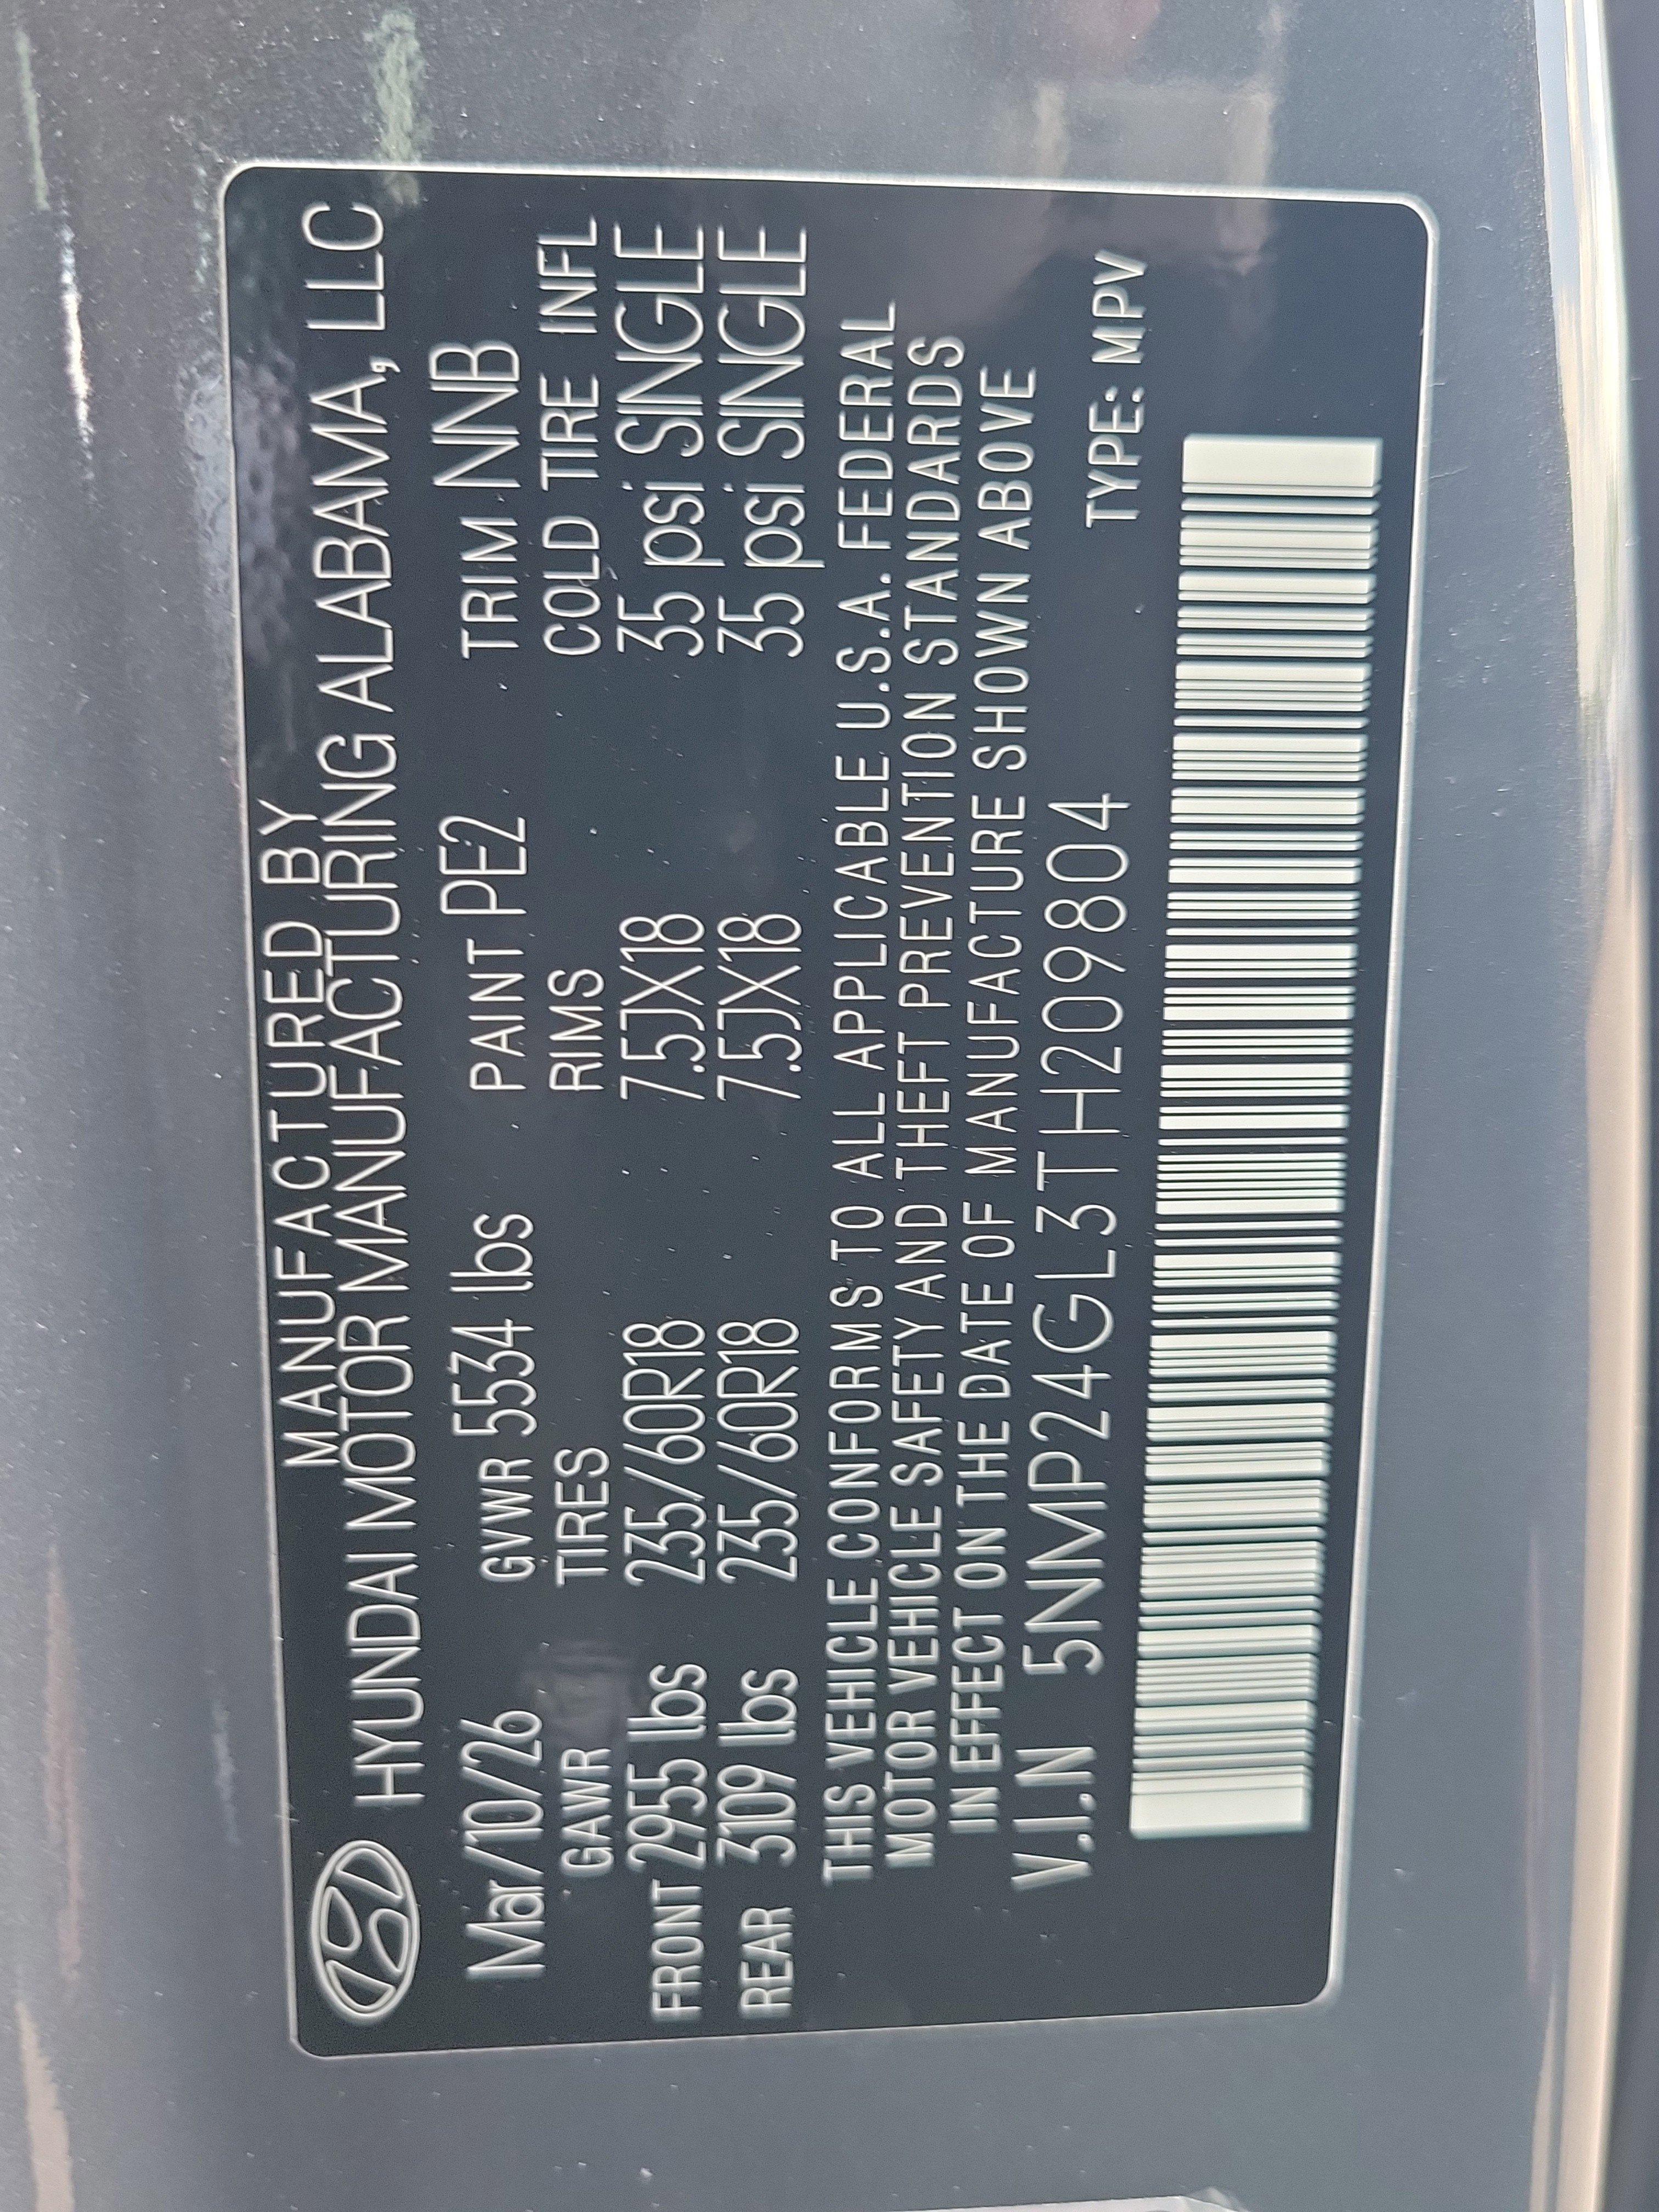 MANUFACTURED BY
HYUNDAI MOTOR MANUFACTURING ALABAMA, LLC
Mar/10/26 GVWR 5534 lbs PAINT PE2 TRIM NNB
GAWR TIRES RIMS COLD TIRE INFL
FRONT 2955 lbs 235/60R18 7.5JX18 35 psi SINGLE
REAR 3109 lbs 235/60R18 7.5JX18 35 psi SINGLE
THIS VEHICLE CONFORMS TO ALL APPLICABLE U.S.A. FEDERAL
MOTOR VEHICLE SAFETY AND THEFT PREVENTION STANDARDS
IN EFFECT ON THE DATE OF MANUFACTURE SHOWN ABOVE
V.I.N 5NMP24GL3TH209804
TYPE: MPV